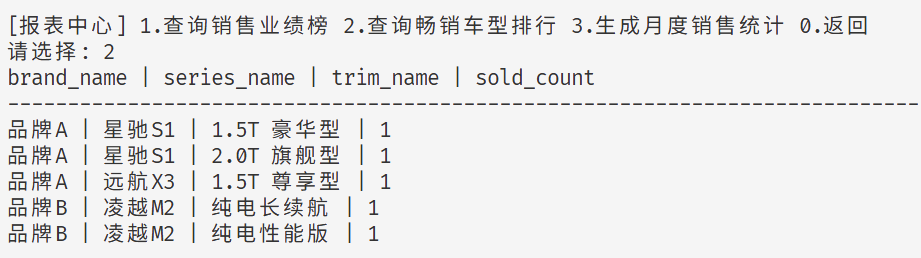 [报表中心] 1.查询销售业绩榜 2.查询畅销车型排行 3.生成月度销售统计 0.返回
请选择: 2
brand_name | series_name | trim_name | sold_count
--------------------------------------------------------------------------------
品牌A | 星驰S1 | 1.5T 豪华型 | 1
品牌A | 星驰S1 | 2.0T 旗舰型 | 1
品牌A | 远航X3 | 1.5T 尊享型 | 1
品牌B | 凌越M2 | 纯电长续航 | 1
品牌B | 凌越M2 | 纯电性能版 | 1